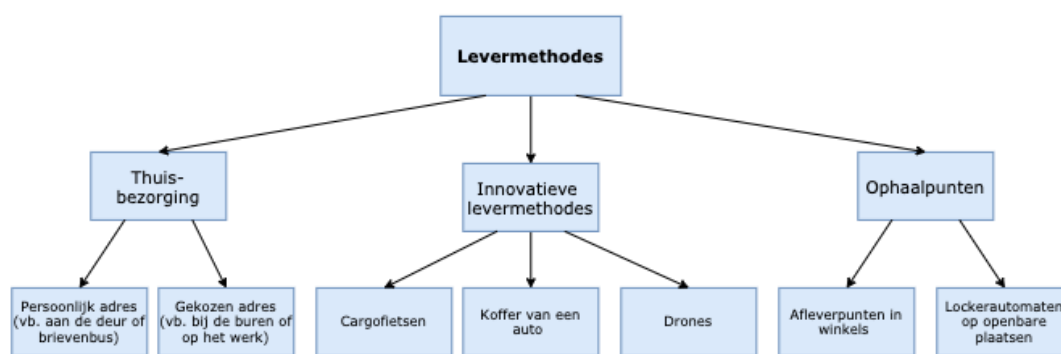 Levermethodes
Thuis-
bezorging
Innovatieve
levermethodes
Ophaalpunten
Persoonlijk adres
(vb. aan de deur of
brievenbus)
Gekozen adres
(vb. bij de buren of
op het werk)
Cargofietsen
Koffer van een
auto
Drones
Afleverpunten in
winkels
Lockerautomaten
op openbare
plaatsen